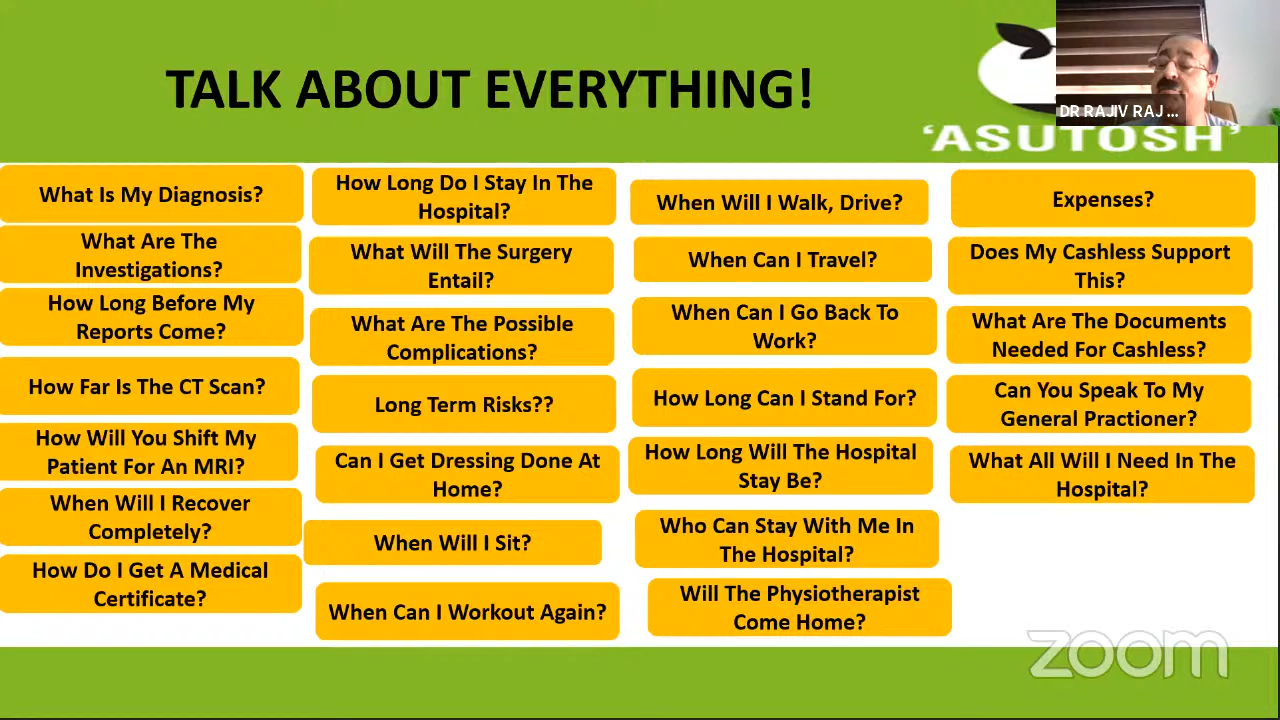 TALK ABOUT EVERYTHING!
DR RAJIV RAJ ...
‘ASUTOSH’
What Is My Diagnosis?
What Are The
Investigations?
How Long Before My
Reports Come?
How Far Is The CT Scan?
How Will You Shift My
Patient For An MRI?
When Will I Recover
Completely?
How Do I Get A Medical
Certificate?
How Long Do I Stay In The
Hospital?
What Will The Surgery
Entail?
What Are The Possible
Complications?
Long Term Risks??
Can I Get Dressing Done At
Home?
When Will I Sit?
When Can I Workout Again?
When Will I Walk, Drive?
When Can I Travel?
When Can I Go Back To
Work?
How Long Can I Stand For?
How Long Will The Hospital
Stay Be?
Who Can Stay With Me In
The Hospital?
Will The Physiotherapist
Come Home?
Expenses?
Does My Cashless Support
This?
What Are The Documents
Needed For Cashless?
Can You Speak To My
General Practioner?
What All Will I Need In The
Hospital?
zoom